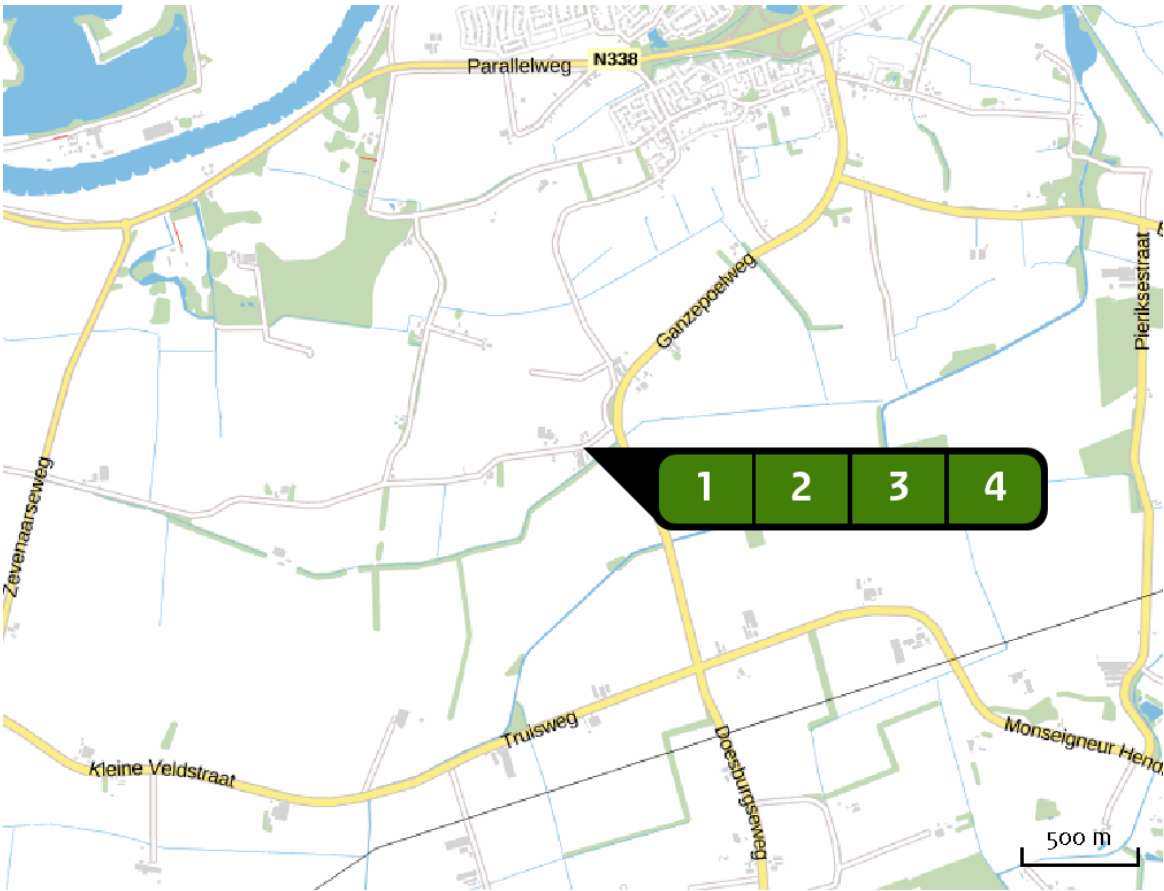 Parallelweg
N338
Ganzepoelweg
Pieriksestraat
Zevenaarseweg
1 2 3 4
Truisweg
Kleine Veldstraat
Doesburgseweg
Monseigneur Hend
500 m